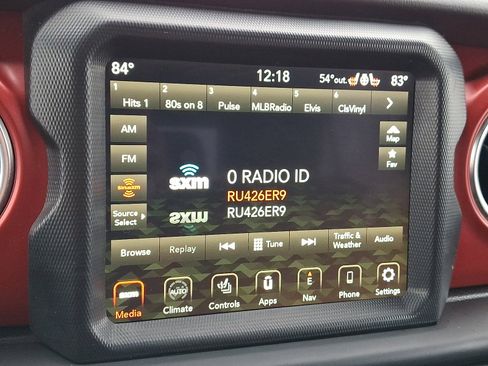 84° 12:18 54°out. 83°
1 2 3 4 5 6
Hits 1 80s on 8 Pulse MLBRadio Elvis ClsVinyl
AM
Map
FM
Fav
SiriusXM
sxm 0 RADIO ID
RU426ER9
RU426ER9
Source
Select
Browse Replay Tune Traffic & Weather Audio
AUTO E
Media Climate Controls Apps Nav Phone Settings